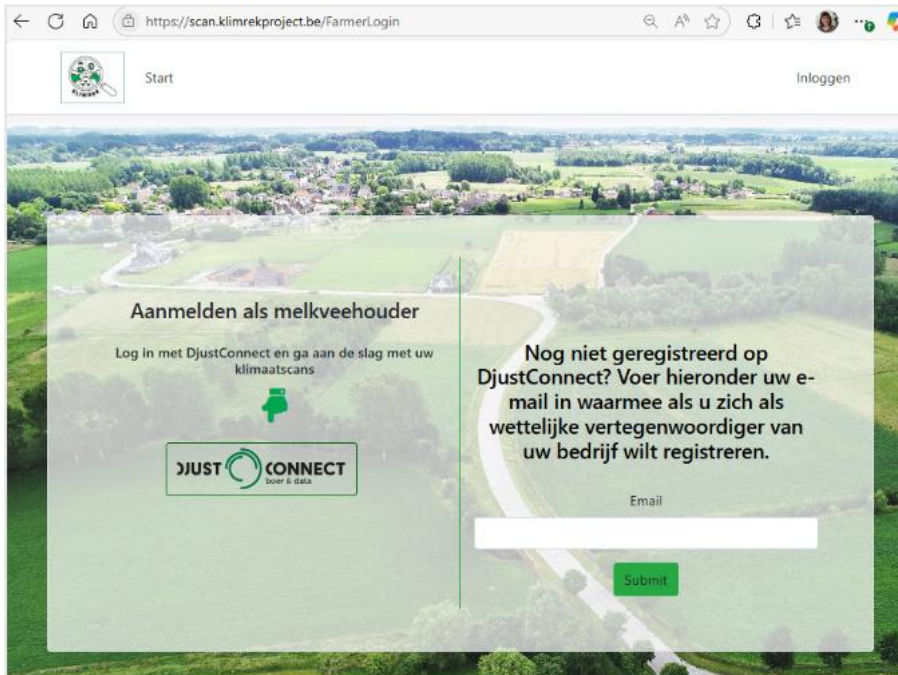 https://scan.klimrekproject.be/FarmerLogin
KLIMREK
Start
Inloggen
Aanmelden als melkveehouder
Log in met DjustConnect en ga aan de slag met uw
klimaatscans
DJUST CONNECT
boer & data
Nog niet geregistreerd op
DjustConnect? Voer hieronder uw e-
mail in waarmee als u zich als
wettelijke vertegenwoordiger van
uw bedrijf wilt registreren.
Email
Submit